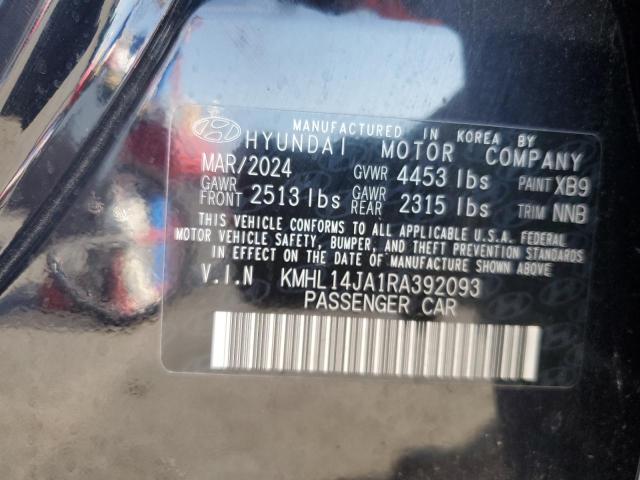 MANUFACTURED IN KOREA BY
HYUNDAI MOTOR COMPANY
MAR/2024 GVWR 4453 lbs PAINT XB9
GAWR FRONT 2513 lbs GAWR REAR 2315 lbs TRIM NNB
THIS VEHICLE CONFORMS TO ALL APPLICABLE U.S.A. FEDERAL
MOTOR VEHICLE SAFETY, BUMPER, AND THEFT PREVENTION STANDARDS
IN EFFECT ON THE DATE OF MANUFACTURE SHOWN ABOVE.
V.I.N KMHL14JA1RA392093
PASSENGER CAR